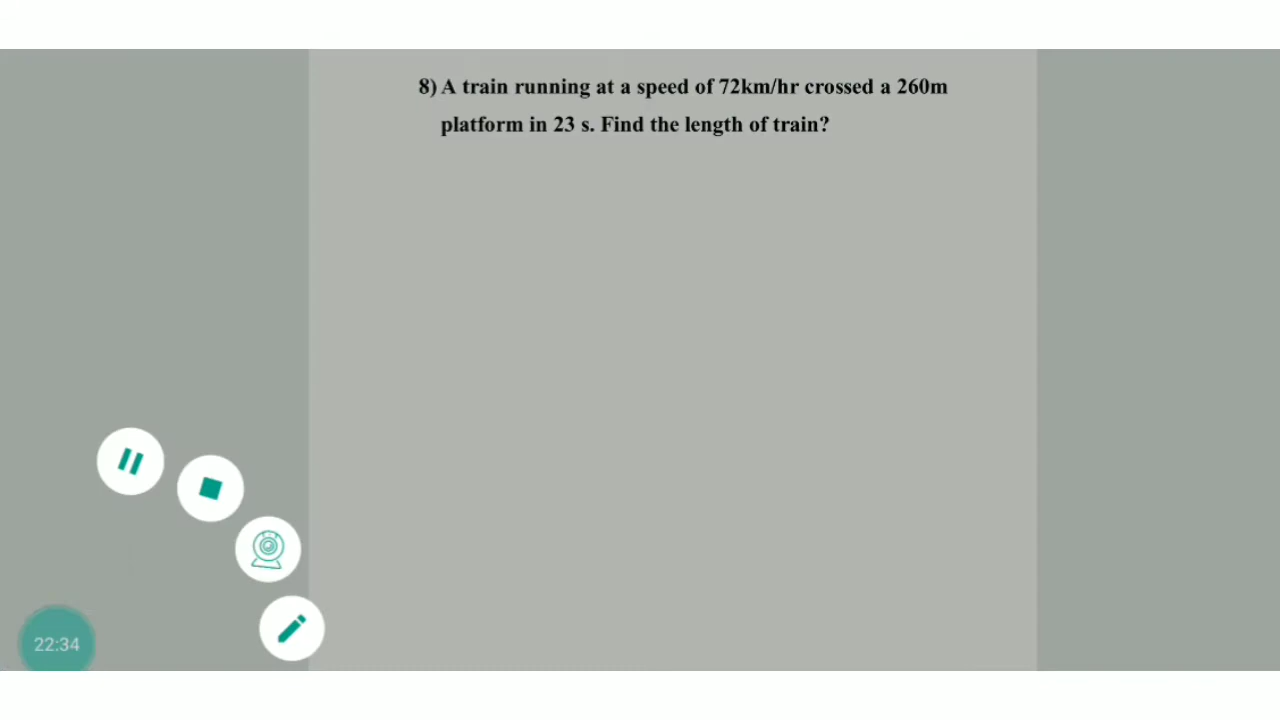 8) A train running at a speed of 72km/hr crossed a 260m
platform in 23 s. Find the length of train?
22:34